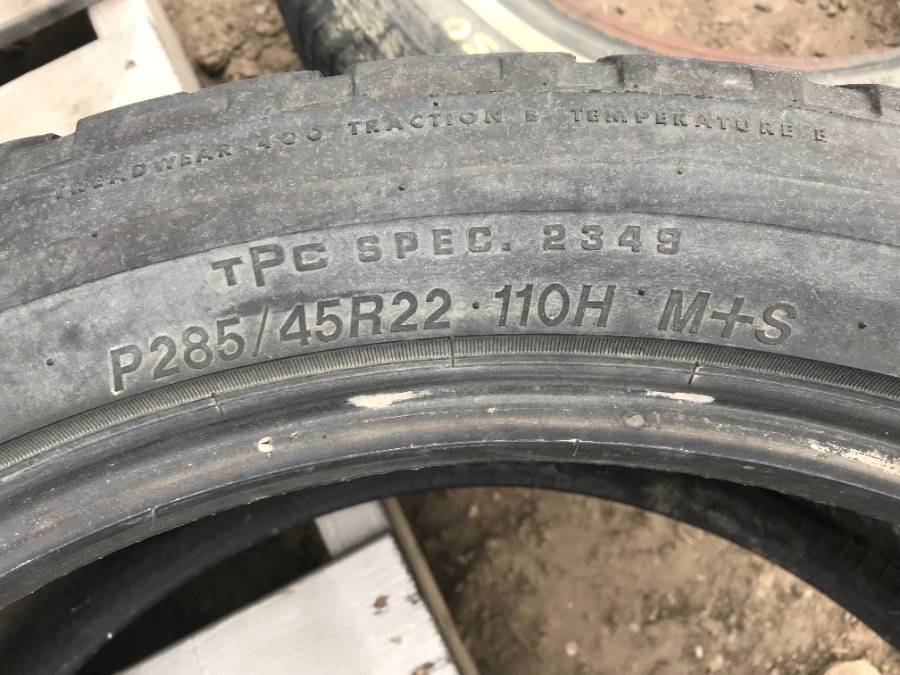 TREADWEAR 400 TRACTION B TEMPERATURE B
TPC SPEC. 2349
P285/45R22 · 110H · M+S